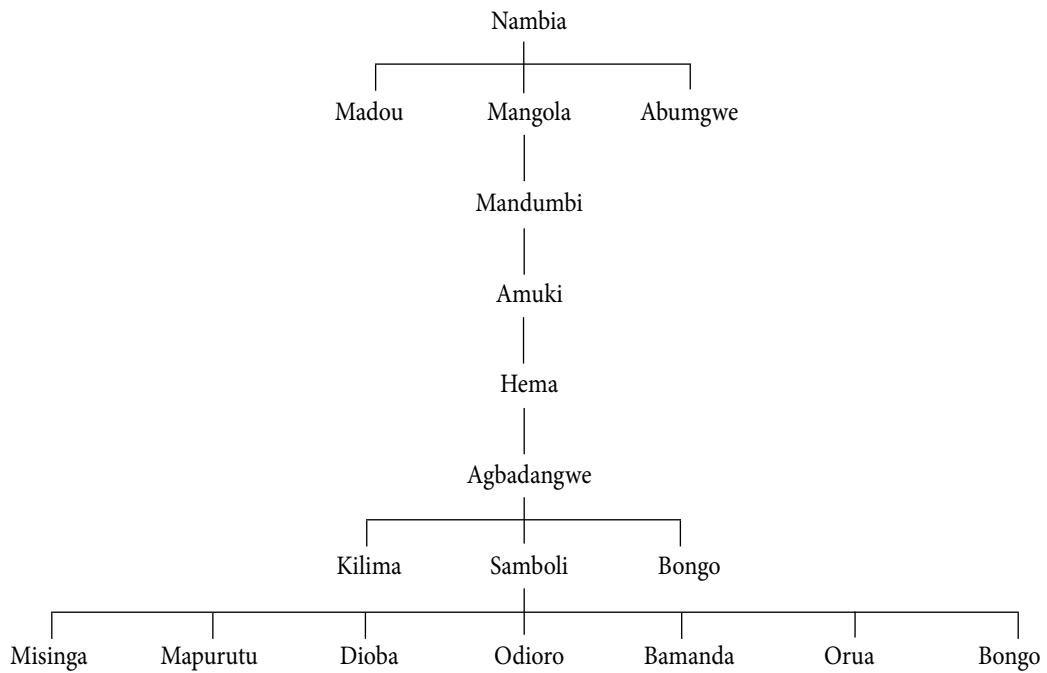 Nambia
Madou Mangola Abumgwe
Mandumbi
Amuki
Hema
Agbadangwe
Kilima Samboli Bongo
Misinga Mapurutu Dioba Odioro Bamanda Orua Bongo